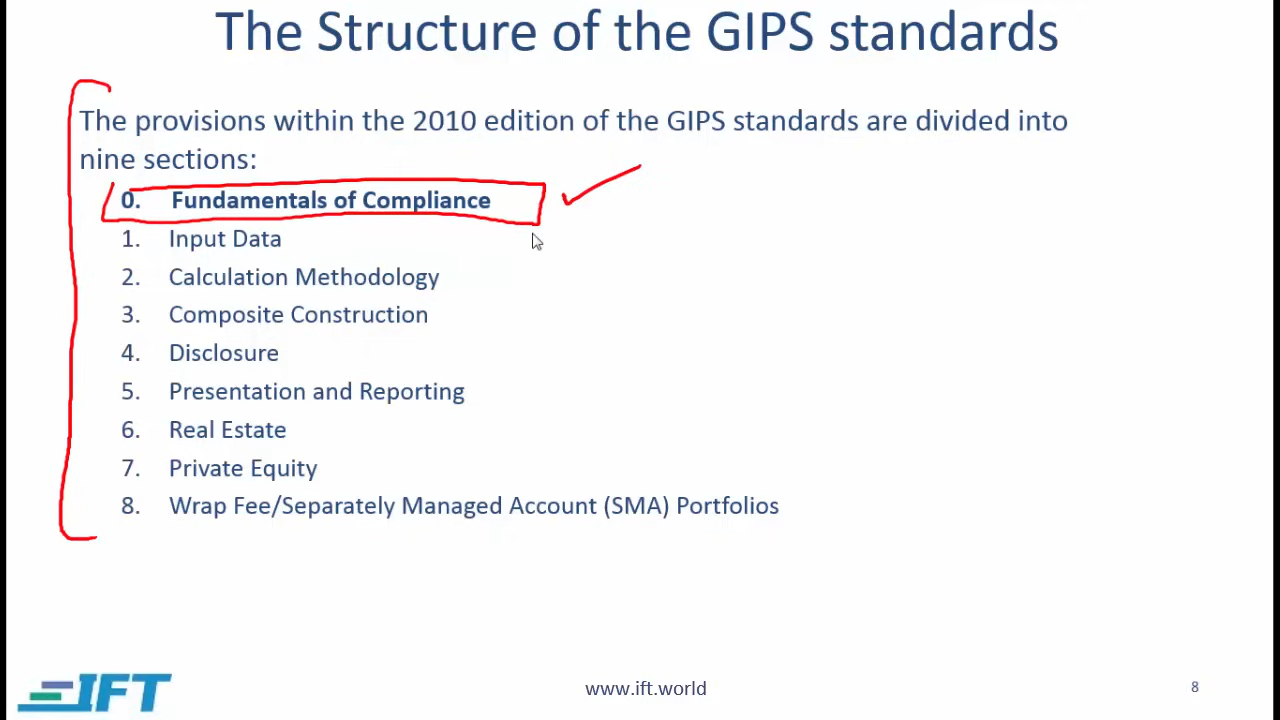 The Structure of the GIPS standards
The provisions within the 2010 edition of the GIPS standards are divided into
nine sections:
0. Fundamentals of Compliance
1. Input Data
2. Calculation Methodology
3. Composite Construction
4. Disclosure
5. Presentation and Reporting
6. Real Estate
7. Private Equity
8. Wrap Fee/Separately Managed Account (SMA) Portfolios
IFT
www.ift.world
8